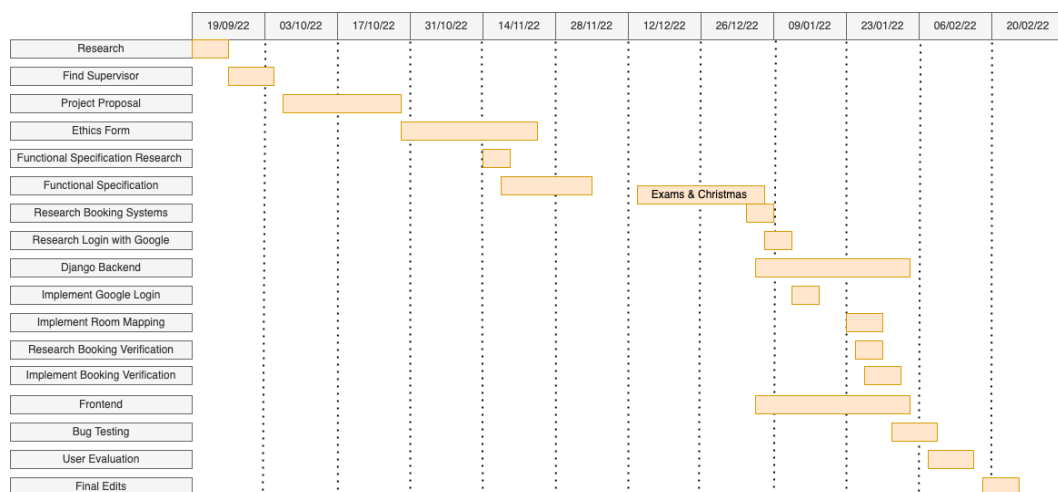 19/09/22 03/10/22 17/10/22 31/10/22 14/11/22 28/11/22 12/12/22 26/12/22 09/01/22 23/01/22 06/02/22 20/02/22
Research
Find Supervisor
Project Proposal
Ethics Form
Functional Specification Research
Functional Specification
Exams & Christmas
Research Booking Systems
Research Login with Google
Django Backend
Implement Google Login
Implement Room Mapping
Research Booking Verification
Implement Booking Verification
Frontend
Bug Testing
User Evaluation
Final Edits